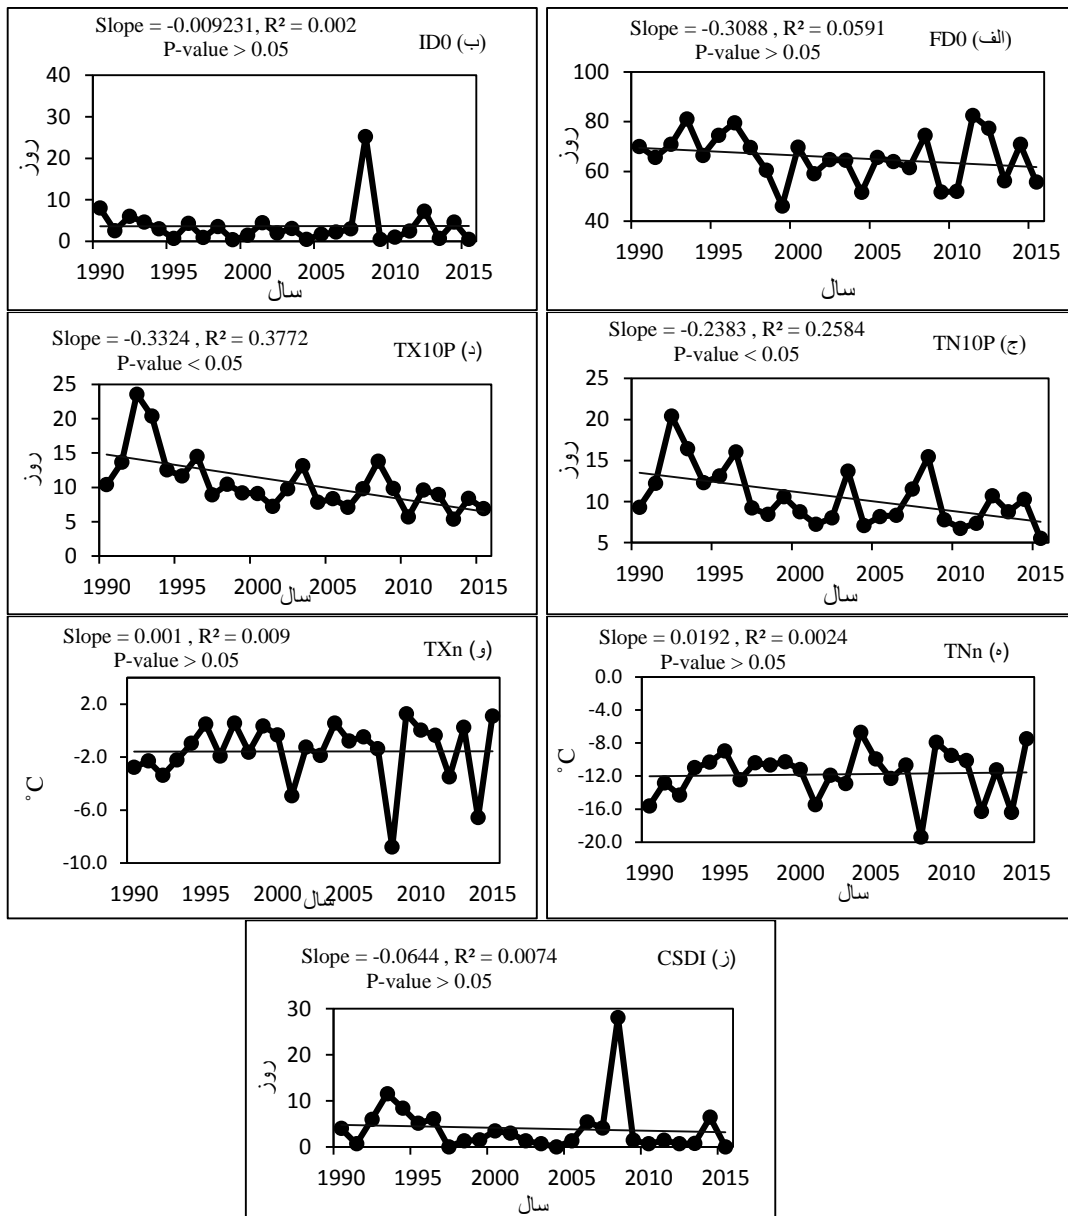 Slope = -0.3088, R² = 0.0591
P-value > 0.05
FD0 (الف)
100
80
60
40
روز
1990 1995 2000 2005 2010 2015
سال
Slope = -0.009231, R² = 0.002
P-value > 0.05
ID0 (ب)
40
30
20
10
0
روز
1990 1995 2000 2005 2010 2015
سال
Slope = -0.2383 , R² = 0.2584
P-value < 0.05
TN10P (ج)
25
20
15
10
5
روز
1990 1995 2000 2005 2010 2015
سال
Slope = -0.3324 , R² = 0.3772
P-value < 0.05
TX10P (د)
25
20
15
10
5
0
روز
1990 1995 2000 2005 2010 2015
سال
Slope = 0.0192 , R² = 0.0024
P-value > 0.05
TNn (ه)
0.0
-4.0
-8.0
-12.0
-16.0
-20.0
1990 1995 2000 2005 2010 2015
سال
Slope = 0.001 , R² = 0.009
P-value > 0.05
TXn (و)
2.0
-2.0
-6.0
-10.0
°C
1990 1995 2000 2005 2010 2015
سال
Slope = -0.0644 , R² = 0.0074
P-value > 0.05
CSDI (ز)
30
20
10
0
روز
1990 1995 2000 2005 2010 2015
سال